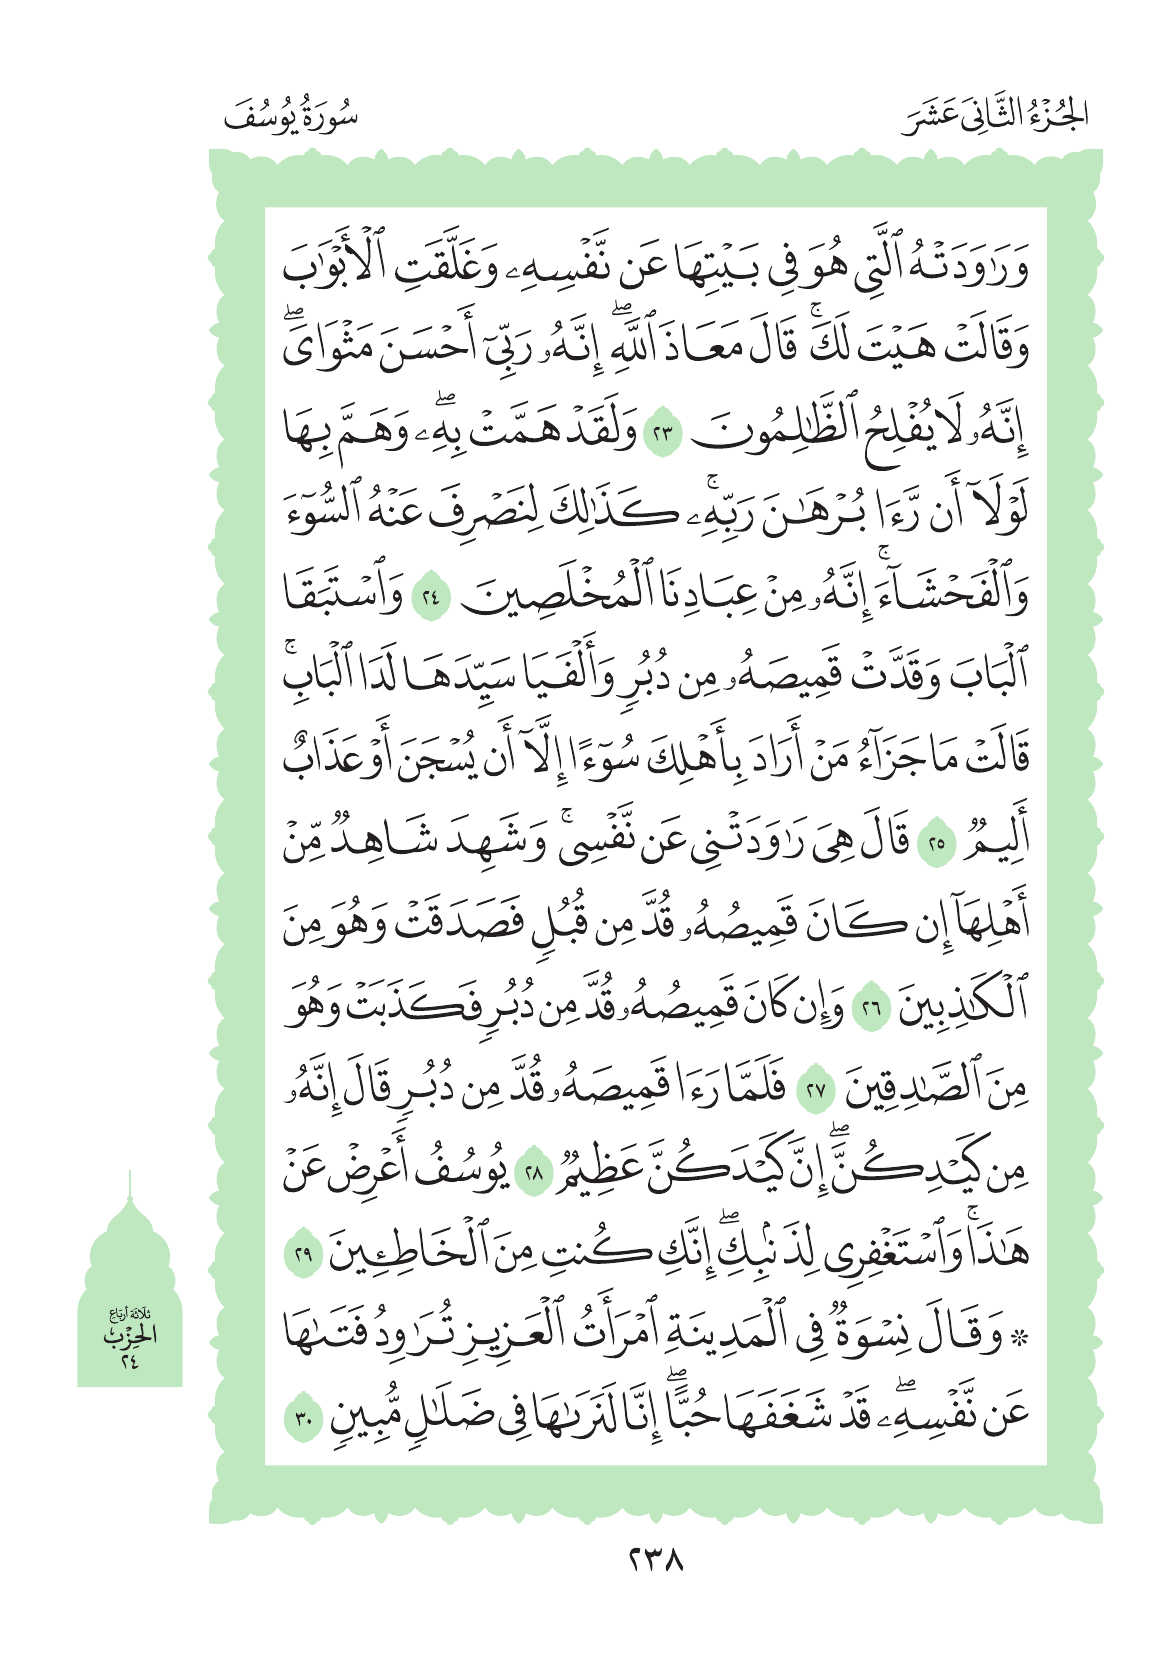 الجُزْءُ الثَّانِيَ عَشَرَ
سُورَةُ يُوسُفَ
وَرَٰوَدَتْهُ ٱلَّتِي هُوَ فِي بَيْتِهَا عَن نَّفْسِهِۦ وَغَلَّقَتِ ٱلْأَبْوَٰبَ
وَقَالَتْ هَيْتَ لَكَۚ قَالَ مَعَاذَ ٱللَّهِۖ إِنَّهُۥ رَبِّيٓ أَحْسَنَ مَثْوَايَۖ
إِنَّهُۥ لَا يُفْلِحُ ٱلظَّٰلِمُونَ ٢٣ وَلَقَدْ هَمَّتْ بِهِۦۖ وَهَمَّ بِهَا
لَوْلَآ أَن رَّءَا بُرْهَٰنَ رَبِّهِۦۚ كَذَٰلِكَ لِنَصْرِفَ عَنْهُ ٱلسُّوٓءَ
وَٱلْفَحْشَآءَۚ إِنَّهُۥ مِنْ عِبَادِنَا ٱلْمُخْلَصِينَ ٢٤ وَٱسْتَبَقَا
ٱلْبَابَ وَقَدَّتْ قَمِيصَهُۥ مِن دُبُرٍ وَأَلْفَيَا سَيِّدَهَا لَدَا ٱلْبَابِۚ
قَالَتْ مَا جَزَآءُ مَنْ أَرَادَ بِأَهْلِكَ سُوٓءًا إِلَّآ أَن يُسْجَنَ أَوْ عَذَابٌ
أَلِيمٌ ٢٥ قَالَ هِيَ رَٰوَدَتْنِي عَن نَّفْسِيۚ وَشَهِدَ شَاهِدٌ مِّنْ
أَهْلِهَآ إِن كَانَ قَمِيصُهُۥ قُدَّ مِن قُبُلٍ فَصَدَقَتْ وَهُوَ مِنَ
ٱلْكَٰذِبِينَ ٢٦ وَإِن كَانَ قَمِيصُهُۥ قُدَّ مِن دُبُرٍ فَكَذَبَتْ وَهُوَ
مِنَ ٱلصَّٰدِقِينَ ٢٧ فَلَمَّا رَءَا قَمِيصَهُۥ قُدَّ مِن دُبُرٍ قَالَ إِنَّهُۥ
مِن كَيْدِكُنَّۖ إِنَّ كَيْدَكُنَّ عَظِيمٌ ٢٨ يُوسُفُ أَعْرِضْ عَنْ
هَٰذَاۚ وَٱسْتَغْفِرِي لِذَنۢبِكِۖ إِنَّكِ كُنتِ مِنَ ٱلْخَاطِـِٔينَ ٢٩
۞ وَقَالَ نِسْوَةٌ فِي ٱلْمَدِينَةِ ٱمْرَأَتُ ٱلْعَزِيزِ تُرَٰوِدُ فَتَىٰهَا
عَن نَّفْسِهِۦۖ قَدْ شَغَفَهَا حُبًّاۖ إِنَّا لَنَرَىٰهَا فِي ضَلَٰلٍ مُّبِينٍ ٣٠
ثلاثة أرباع
الحِزْب
٢٤
٢٣٨